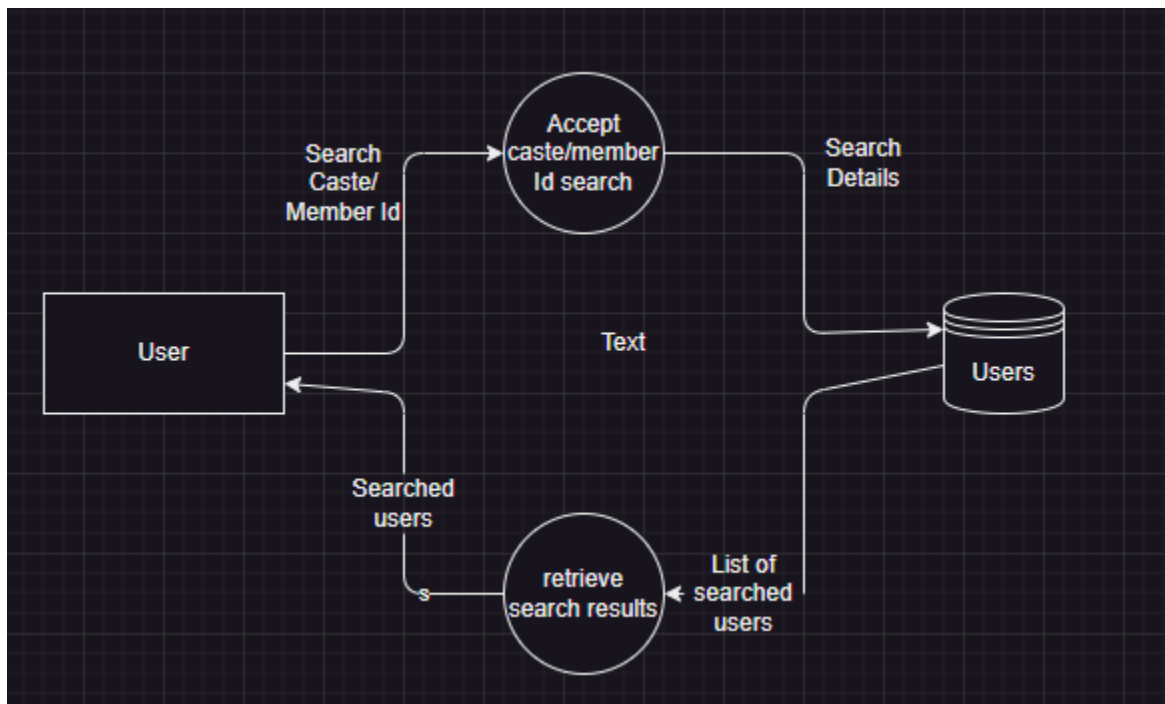 Accept
caste/member
Id search
Search
Caste/
Member Id
Search
Details
User
Text
Users
Searched
users
s
retrieve
search results
List of
searched
users